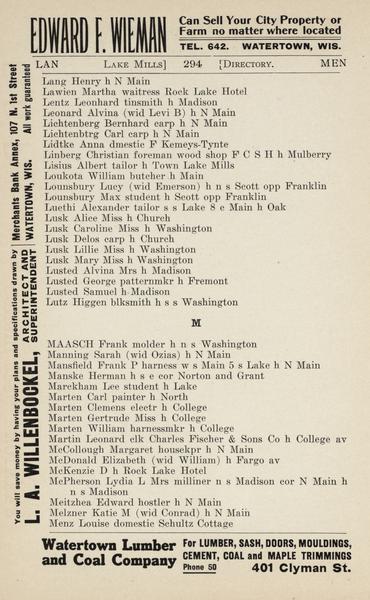 EDWARD F. WIEMAN
Can Sell Your City Property or
Farm no matter where located
TEL. 642. WATERTOWN, WIS.
LAN LAKE MILLS] 294 [DIRECTORY. MEN
Lang Henry h N Main
Lawien Martha waitress Rock Lake Hotel
Lentz Leonhard tinsmith h Madison
Leonard Alvina (wid Levi B) h N Main
Lichtenberg Bernhard carp h N Main
Lichtenbtrg Carl carp h N Main
Lidtke Anna dmestic F Kemeys-Tynte
Linberg Christian foreman wood shop F C S H h Mulberry
Lisius Albert tailor h Town Lake Mills
Loukota William butcher h Main
Lounsbury Lucy (wid Emerson) h n s Scott opp Franklin
Lounsbury Max student h Scott opp Franklin
Luethi Alexander tailor s s Lake 8 e Main h Oak
Lusk Alice Miss h Church
Lusk Caroline Miss h Washington
Lusk Delos carp h Church
Lusk Lillie Miss h Washington
Lusk Mary Miss h Washington
Lusted Alvina Mrs h Madison
Lusted George patternmkr h Fremont
Lusted Samuel h Madison
Lutz Higgen blksmith h s s Washington
M
MAASCH Frank molder h n s Washington
Manning Sarah (wid Ozias) h N Main
Mansfield Frank P harness w s Main 5 s Lake h N Main
Manske Herman h s e cor Norton and Grant
Marekham Lee student h Lake
Marten Carl painter h North
Marten Clemens electr h College
Marten Gertrude Miss h College
Marten William harnessmkr h College
Martin Leonard clk Charles Fischer & Sons Co h College av
McCollough Margaret housekpr h N Main
McDonald Elizabeth (wid William) h Fargo av
McKenzie D h Rock Lake Hotel
McPherson Lydia L Mrs milliner n s Madison cor N Main h
n s Madison
Meitzhea Edward hostler h N Main
Melzner Katie M (wid Conrad) h N Main
Menz Louise domestic Schultz Cottage
You will save money by having your plans and specifications drawn by
L. A. WILLENBOCKEL,
ARCHITECT AND
SUPERINTENDENT
Merchants Bank Annex, 107 N. 1st Street
WATERTOWN, WIS. All work guaranteed
Watertown Lumber
and Coal Company
For LUMBER, SASH, DOORS, MOULDINGS,
CEMENT, COAL and MAPLE TRIMMINGS
Phone 50 401 Clyman St.